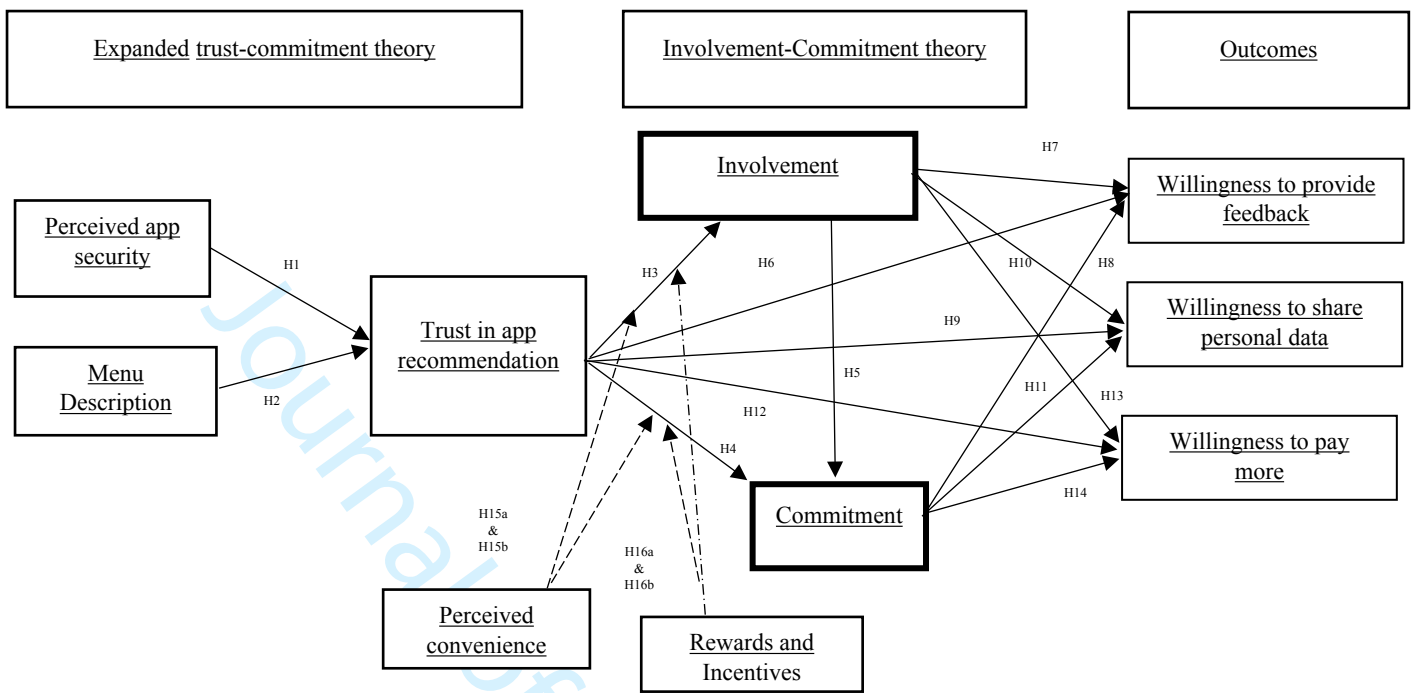 Expanded trust-commitment theory
Involvement-Commitment theory
Outcomes
Involvement
H7
Willingness to provide
feedback
Perceived app
security
H1
H3
H6
H10
H8
Trust in app
recommendation
H9
Willingness to share
personal data
Menu
Description
H2
H5
H11
H13
H12
H4
Willingness to pay
more
H14
Commitment
H15a
&
H15b
H16a
&
H16b
Perceived
convenience
Rewards and
Incentives
Journal of